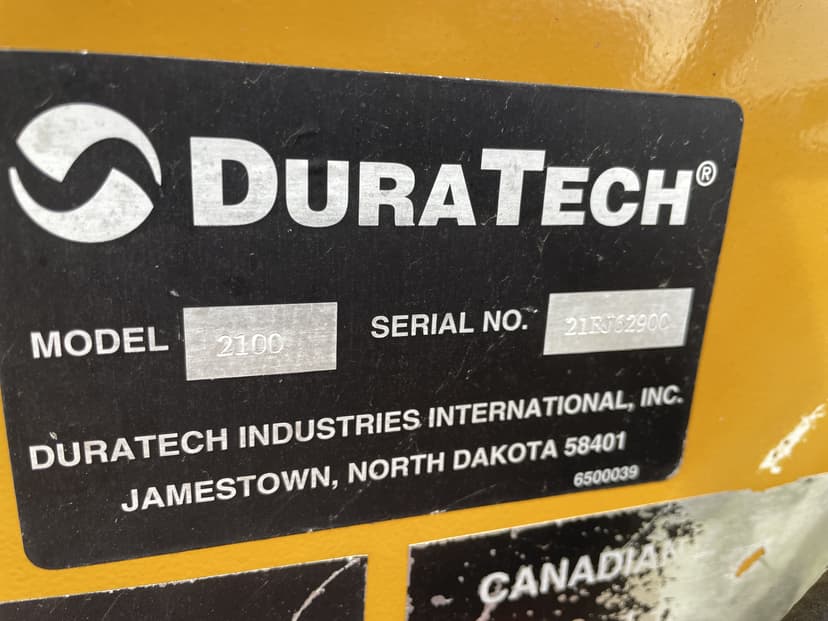 DURATECH®
MODEL 2100 SERIAL NO.
DURATECH INDUSTRIES INTERNATIONAL, INC.
JAMESTOWN, NORTH DAKOTA 58401
6500039
CANADIAN